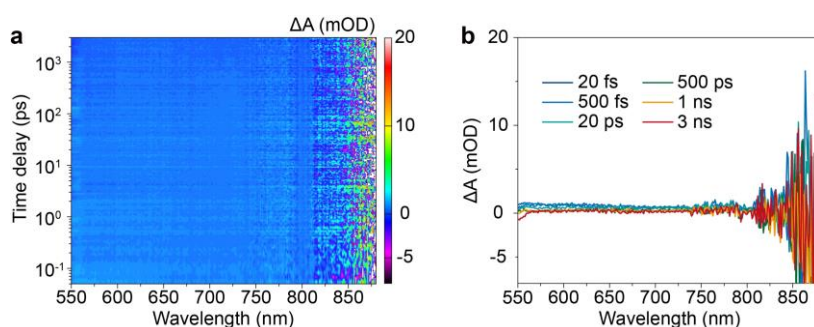 a
ΔA (mOD)
20
10
0
-5
10³
10²
10¹
10⁰
10⁻¹
Time delay (ps)
550 600 650 700 750 800 850
Wavelength (nm)
b
20 fs
500 fs
20 ps
500 ps
1 ns
3 ns
20
15
10
5
0
-5
ΔA (mOD)
550 600 650 700 750 800 850
Wavelength (nm)